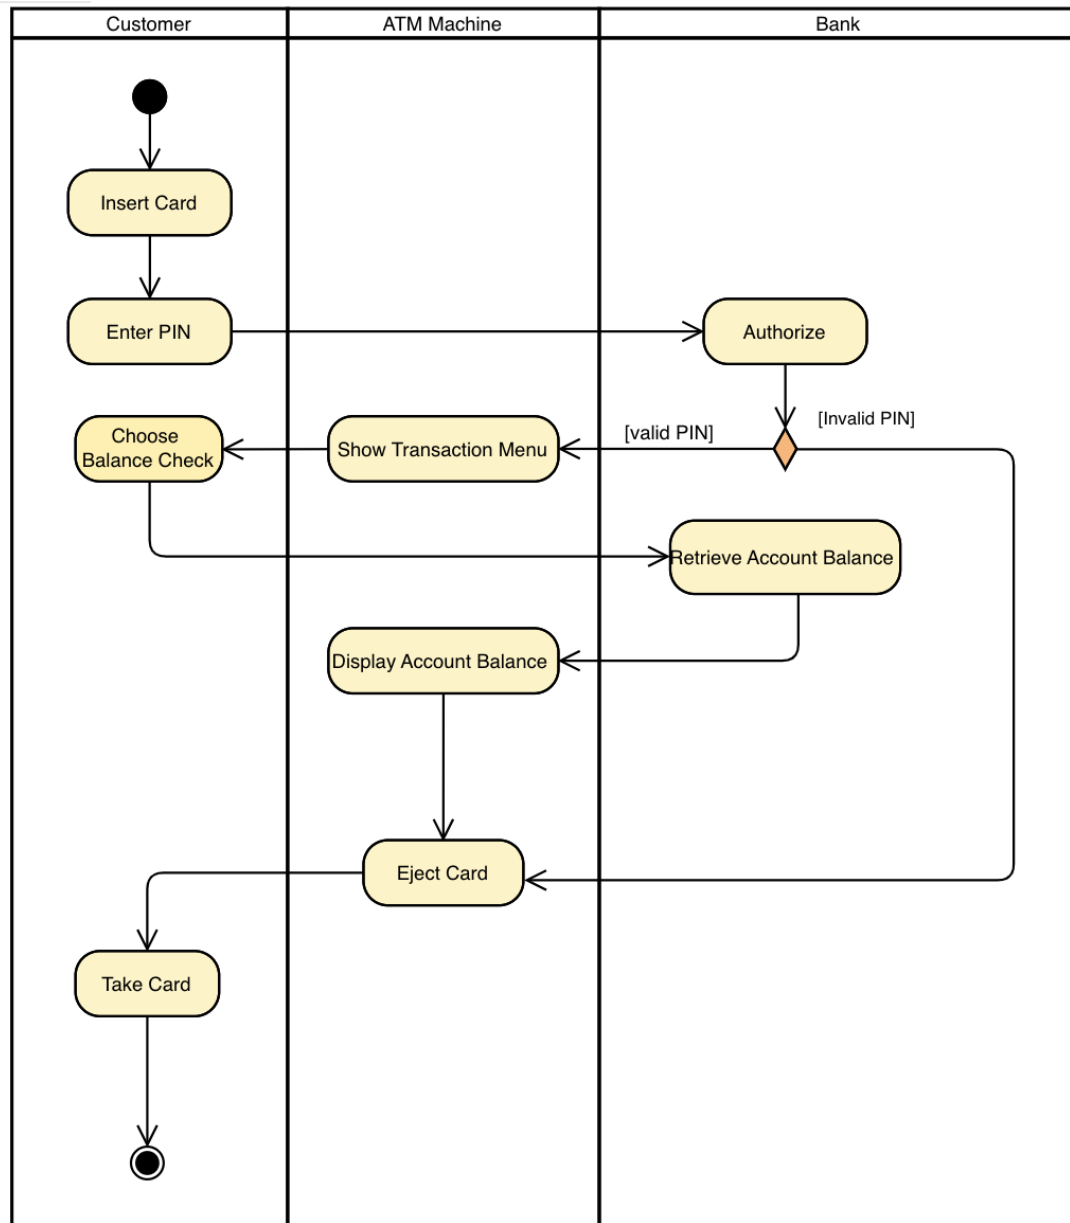 Customer
ATM Machine
Bank
Insert Card
Enter PIN
Authorize
[Invalid PIN]
[valid PIN]
Choose
Balance Check
Show Transaction Menu
Retrieve Account Balance
Display Account Balance
Eject Card
Take Card